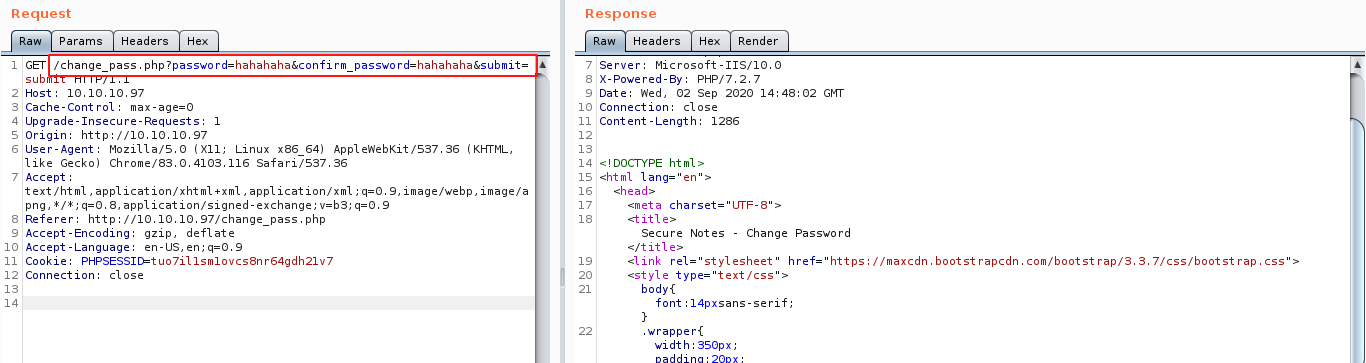 Request
Raw Params Headers Hex
1 GET /change_pass.php?password=hahahaha&confirm_password=hahahaha&submit=
submit HTTP/1.1
2 Host: 10.10.10.97
3 Cache-Control: max-age=0
4 Upgrade-Insecure-Requests: 1
5 Origin: http://10.10.10.97
6 User-Agent: Mozilla/5.0 (X11; Linux x86_64) AppleWebKit/537.36 (KHTML,
like Gecko) Chrome/83.0.4103.116 Safari/537.36
7 Accept:
text/html,application/xhtml+xml,application/xml;q=0.9,image/webp,image/a
png,*/*;q=0.8,application/signed-exchange;v=b3;q=0.9
8 Referer: http://10.10.10.97/change_pass.php
9 Accept-Encoding: gzip, deflate
10 Accept-Language: en-US,en;q=0.9
11 Cookie: PHPSESSID=tuo7il1sm1ovcs8nr64gdh21v7
12 Connection: close
13
14
Response
Raw Headers Hex Render
7 Server: Microsoft-IIS/10.0
8 X-Powered-By: PHP/7.2.7
9 Date: Wed, 02 Sep 2020 14:48:02 GMT
10 Connection: close
11 Content-Length: 1286
12
13
14 <!DOCTYPE html>
15 <html lang="en">
16 <head>
17 <meta charset="UTF-8">
18 <title>
Secure Notes - Change Password
</title>
19 <link rel="stylesheet" href="https://maxcdn.bootstrapcdn.com/bootstrap/3.3.7/css/bootstrap.css">
20 <style type="text/css">
21 body{
font:14pxsans-serif;
}
22 .wrapper{
width:350px;
padding:20px;